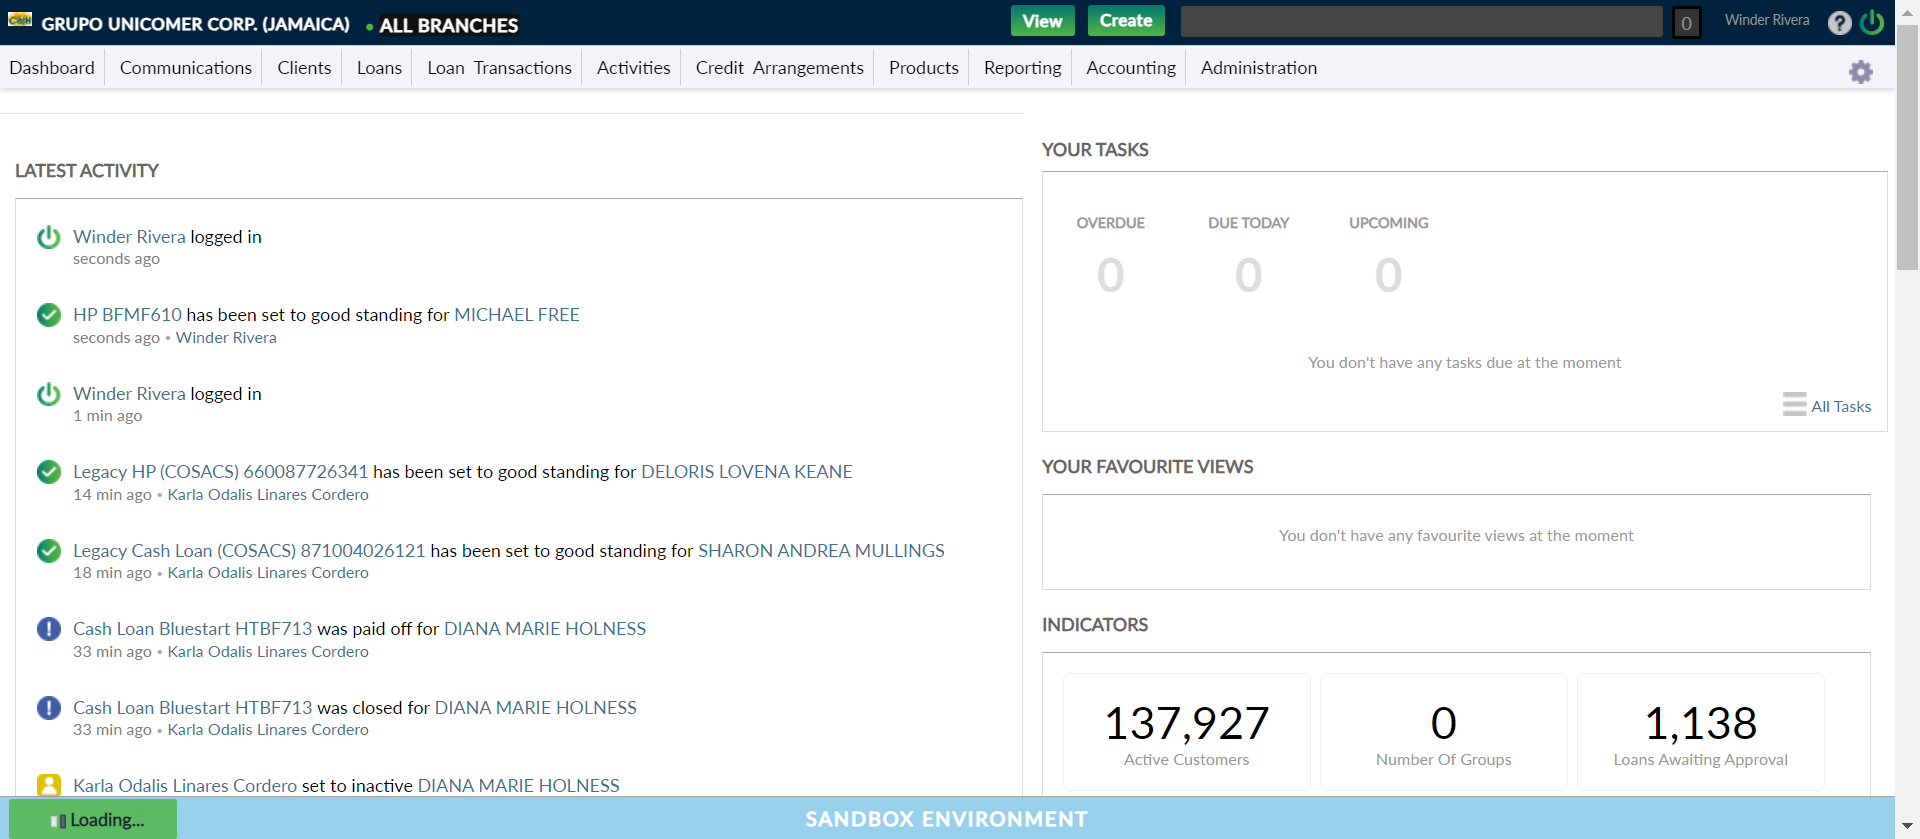 CasH
GRUPO UNICOMER CORP. (JAMAICA) • ALL BRANCHES
View Create 0 Winder Rivera ?
Dashboard Communications Clients Loans Loan Transactions Activities Credit Arrangements Products Reporting Accounting Administration
LATEST ACTIVITY
Winder Rivera logged in
seconds ago
HP BFMF610 has been set to good standing for MICHAEL FREE
seconds ago • Winder Rivera
Winder Rivera logged in
1 min ago
Legacy HP (COSACS) 660087726341 has been set to good standing for DELORIS LOVENA KEANE
14 min ago • Karla Odalis Linares Cordero
Legacy Cash Loan (COSACS) 871004026121 has been set to good standing for SHARON ANDREA MULLINGS
18 min ago • Karla Odalis Linares Cordero
Cash Loan Bluestart HTBF713 was paid off for DIANA MARIE HOLNESS
33 min ago • Karla Odalis Linares Cordero
Cash Loan Bluestart HTBF713 was closed for DIANA MARIE HOLNESS
33 min ago • Karla Odalis Linares Cordero
Karla Odalis Linares Cordero set to inactive DIANA MARIE HOLNESS
YOUR TASKS
OVERDUE DUE TODAY UPCOMING
0 0 0
You don't have any tasks due at the moment
All Tasks
YOUR FAVOURITE VIEWS
You don't have any favourite views at the moment
INDICATORS
137,927 0 1,138
Active Customers Number Of Groups Loans Awaiting Approval
Loading...
SANDBOX ENVIRONMENT